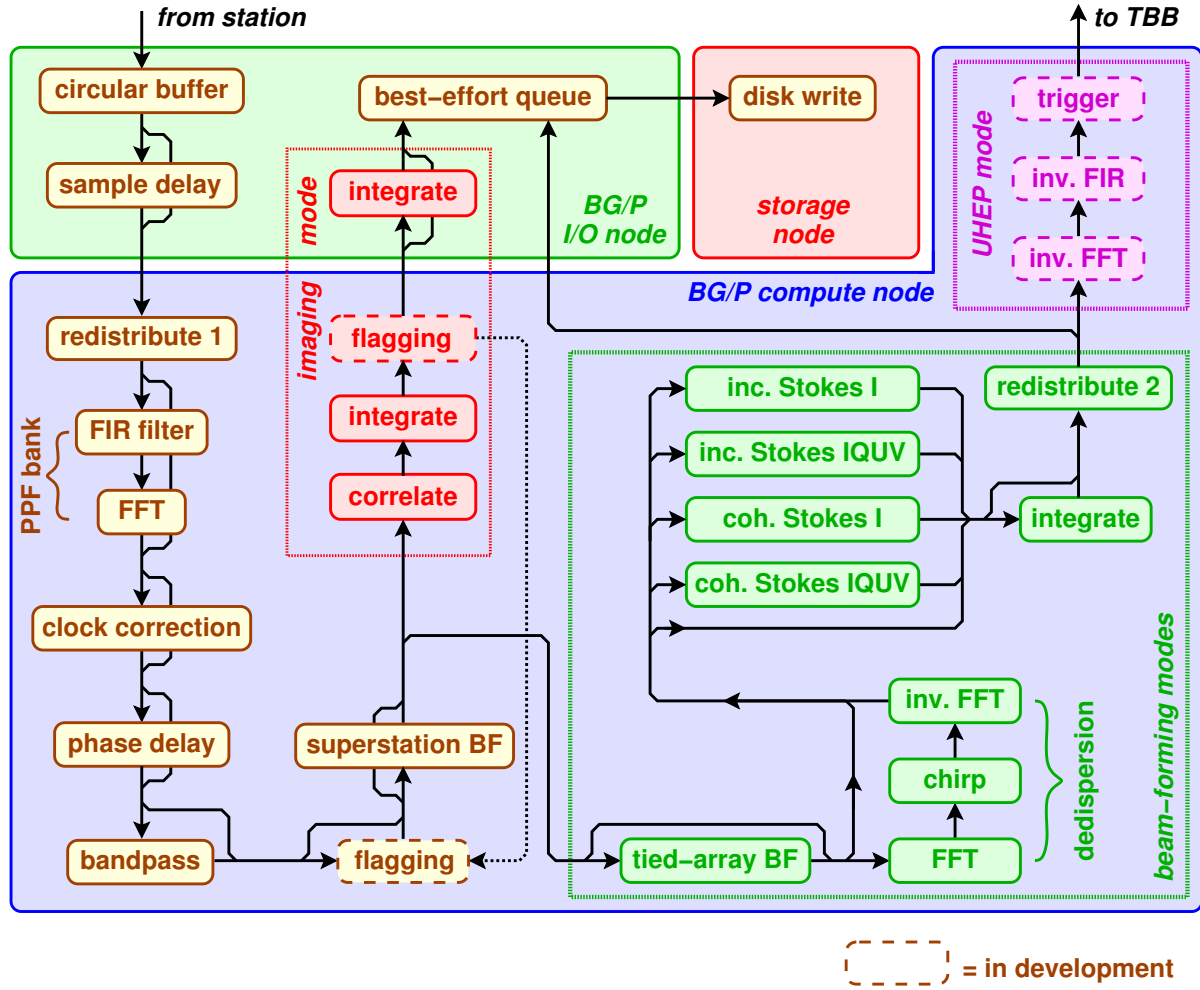 from station
to TBB
circular buffer
best−effort queue
disk write
trigger
sample delay
integrate
inv. FIR
inv. FFT
UHEP mode
BG/P
I/O node
storage
node
BG/P compute node
imaging mode
redistribute 1
flagging
FIR filter
integrate
FFT
PPF bank
correlate
inc. Stokes I
redistribute 2
inc. Stokes IQUV
coh. Stokes I
integrate
coh. Stokes IQUV
clock correction
phase delay
superstation BF
inv. FFT
chirp
dedispersion
beam−forming modes
bandpass
flagging
tied−array BF
FFT
= in development